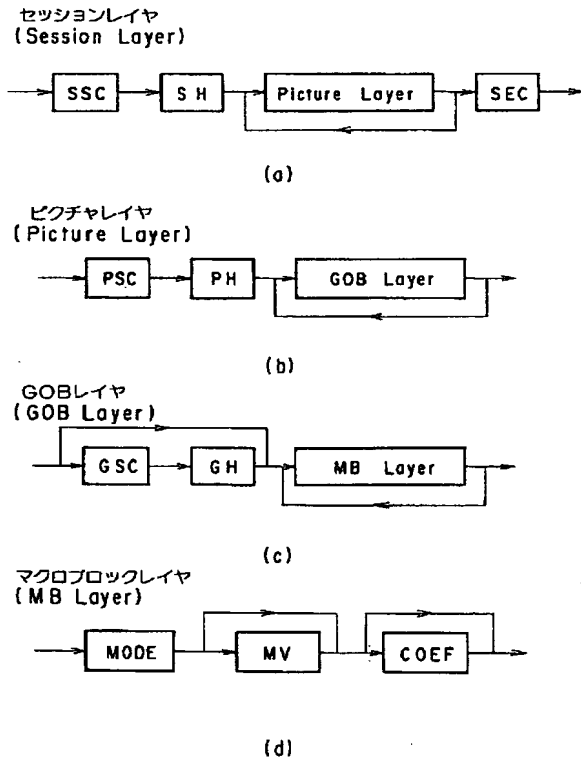 セッションレイヤ
(Session Layer)
SSC SH Picture Layer SEC
(a)
ピクチャレイヤ
(Picture Layer)
PSC PH GOB Layer
(b)
GOBレイヤ
(GOB Layer)
GSC GH MB Layer
(c)
マクロブロックレイヤ
(MB Layer)
MODE MV COEF
(d)